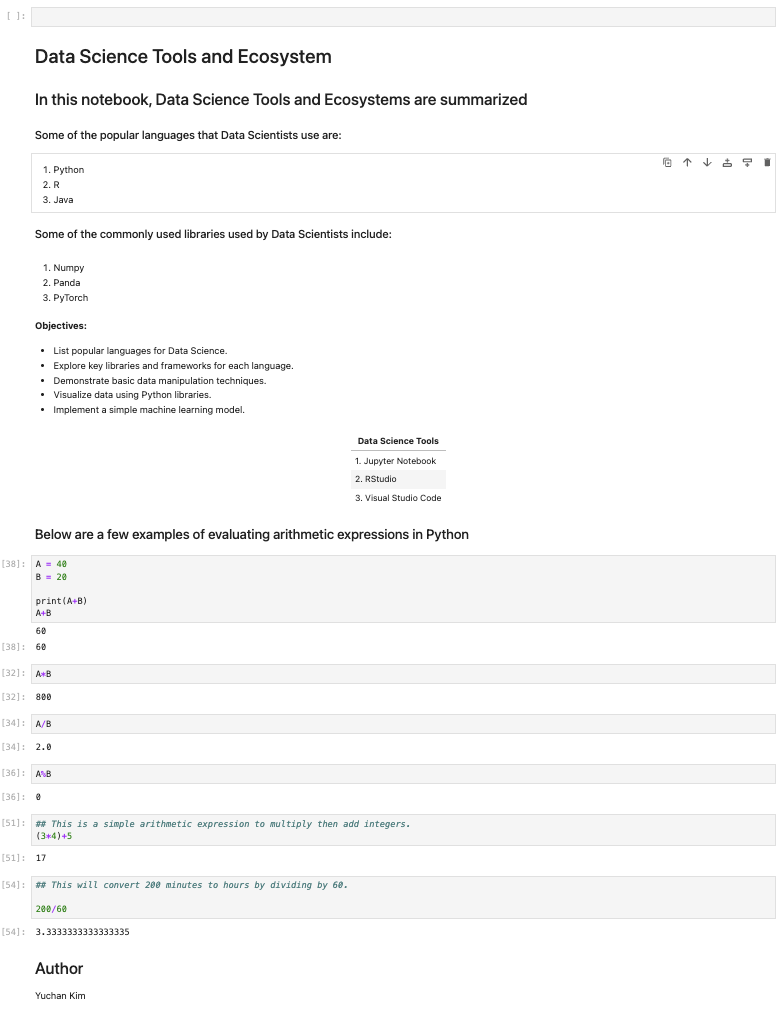 [ ]:
Data Science Tools and Ecosystem
In this notebook, Data Science Tools and Ecosystems are summarized
Some of the popular languages that Data Scientists use are:
1. Python
2. R
3. Java
Some of the commonly used libraries used by Data Scientists include:
1. Numpy
2. Panda
3. PyTorch
Objectives:
• List popular languages for Data Science.
• Explore key libraries and frameworks for each language.
• Demonstrate basic data manipulation techniques.
• Visualize data using Python libraries.
• Implement a simple machine learning model.
Data Science Tools
1. Jupyter Notebook
2. RStudio
3. Visual Studio Code
Below are a few examples of evaluating arithmetic expressions in Python
[38]: A = 40
B = 20
print(A+B)
A+B
60
[38]: 60
[32]: A*B
[32]: 800
[34]: A/B
[34]: 2.0
[36]: A%B
[36]: 0
[51]: ## This is a simple arithmetic expression to multiply then add integers.
(3*4)+5
[51]: 17
[54]: ## This will convert 200 minutes to hours by dividing by 60.
200/60
[54]: 3.3333333333333335
Author
Yuchan Kim